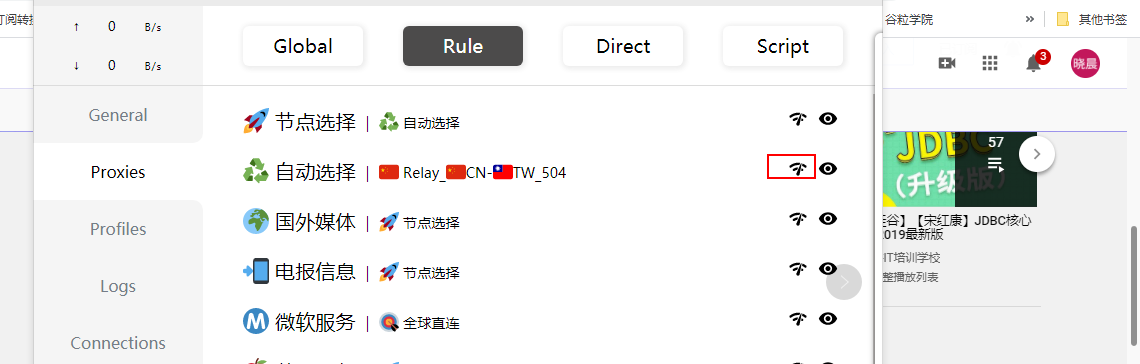 订阅转换
↑ 0 B/s
↓ 0 B/s
Global
Rule
Direct
Script
General
Proxies
Profiles
Logs
Connections
节点选择 | 自动选择
自动选择 | Relay_🇨🇳CN-🇹🇼TW_504
国外媒体 | 节点选择
电报信息 | 节点选择
M 微软服务 | 全球直连
谷粒学院
»
其他书签
3
晓晨
JDBC
57
(升级版)
谷】【宋红康】JDBC核心
2019最新版
IT培训学校
整播放列表